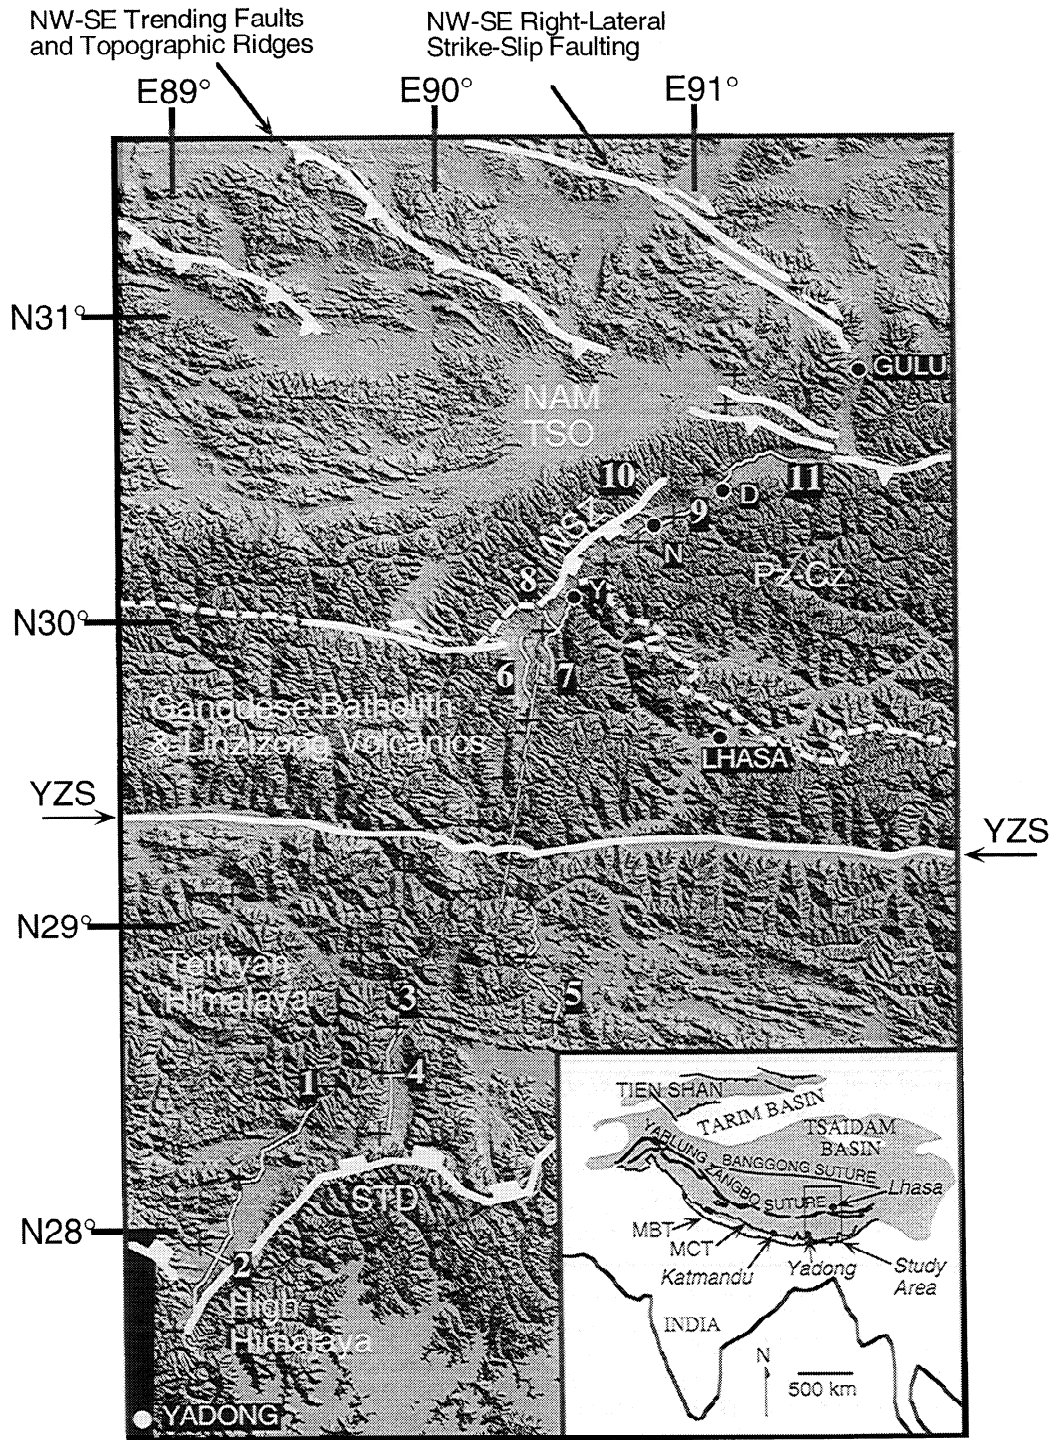 NW-SE Trending Faults
and Topographic Ridges
NW-SE Right-Lateral
Strike-Slip Faulting
E89°
E90°
E91°
N31°
GULU
NAM
TSO
10
11
D
NSZ
9
N
Pz-Cz
8
Y
N30°
6
7
Gangdese Batholith
& Linzizong Volcanics
LHASA
YZS
YZS
N29°
Tethyan
Himalaya
3
5
1
4
STD
N28°
2
High
Himalaya
YADONG
TIEN SHAN
TARIM BASIN
TSAIDAM
BASIN
YARLUNG ZANGBO SUTURE
BANGGONG SUTURE
Lhasa
MBT
MCT
Katmandu
Yadong
Study
Area
INDIA
N
500 km